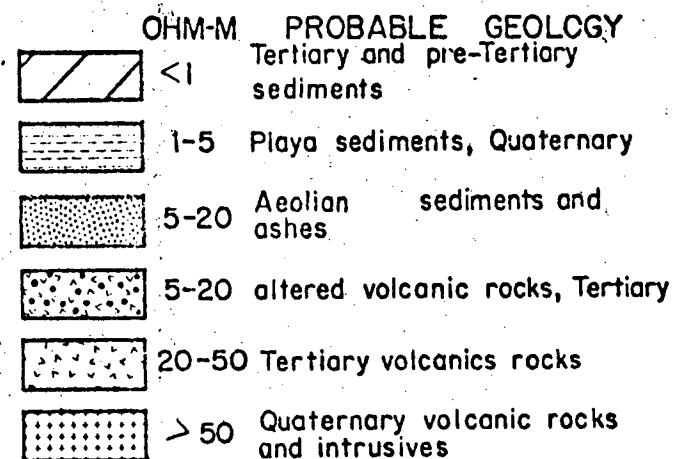 OHM-M PROBABLE GEOLOGY
<1 Tertiary and pre-Tertiary
sediments
1-5 Playa sediments, Quaternary
5-20 Aeolian sediments and
ashes
5-20 altered volcanic rocks, Tertiary
20-50 Tertiary volcanics rocks
>50 Quaternary volcanic rocks
and intrusives